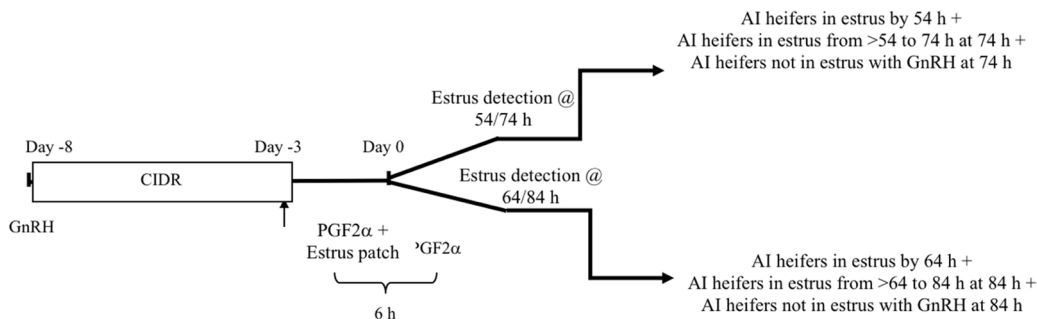 AI heifers in estrus by 54 h +
AI heifers in estrus from >54 to 74 h at 74 h +
AI heifers not in estrus with GnRH at 74 h
Estrus detection @
54/74 h
Day -8
Day -3
Day 0
CIDR
Estrus detection @
64/84 h
GnRH
PGF2α +
Estrus patch
PGF2α
6 h
AI heifers in estrus by 64 h +
AI heifers in estrus from >64 to 84 h at 84 h +
AI heifers not in estrus with GnRH at 84 h